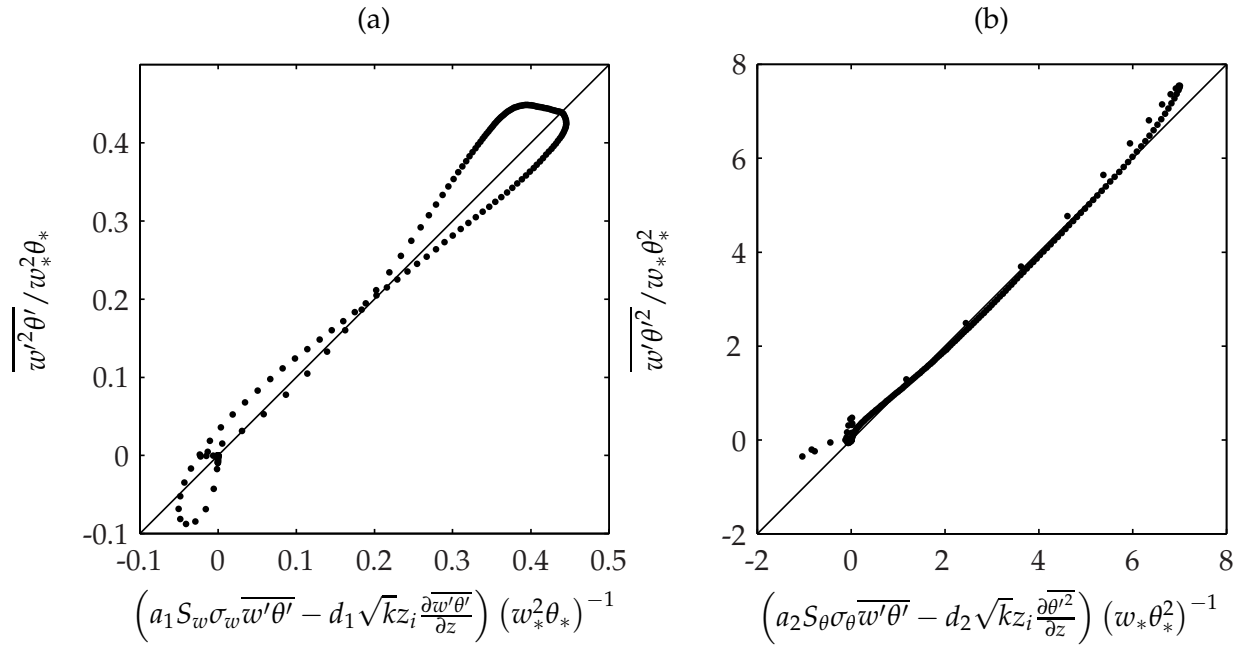 (a)
0.4
0.3
0.2
0.1
0
-0.1
-0.1 0 0.1 0.2 0.3 0.4 0.5
$\overline{w'^2\theta'} / w_*^2\theta_*$
$\left(a_1 S_w \sigma_w \overline{w'\theta'} - d_1 \sqrt{k} z_i \frac{\partial \overline{w'\theta'}}{\partial z}\right) (w_*^2\theta_*)^{-1}$
(b)
8
6
4
2
0
-2
-2 0 2 4 6 8
$\overline{w'\theta'^2} / w_*\theta_*^2$
$\left(a_2 S_\theta \sigma_\theta \overline{w'\theta'} - d_2 \sqrt{k} z_i \frac{\partial \overline{\theta'^2}}{\partial z}\right) (w_*\theta_*^2)^{-1}$